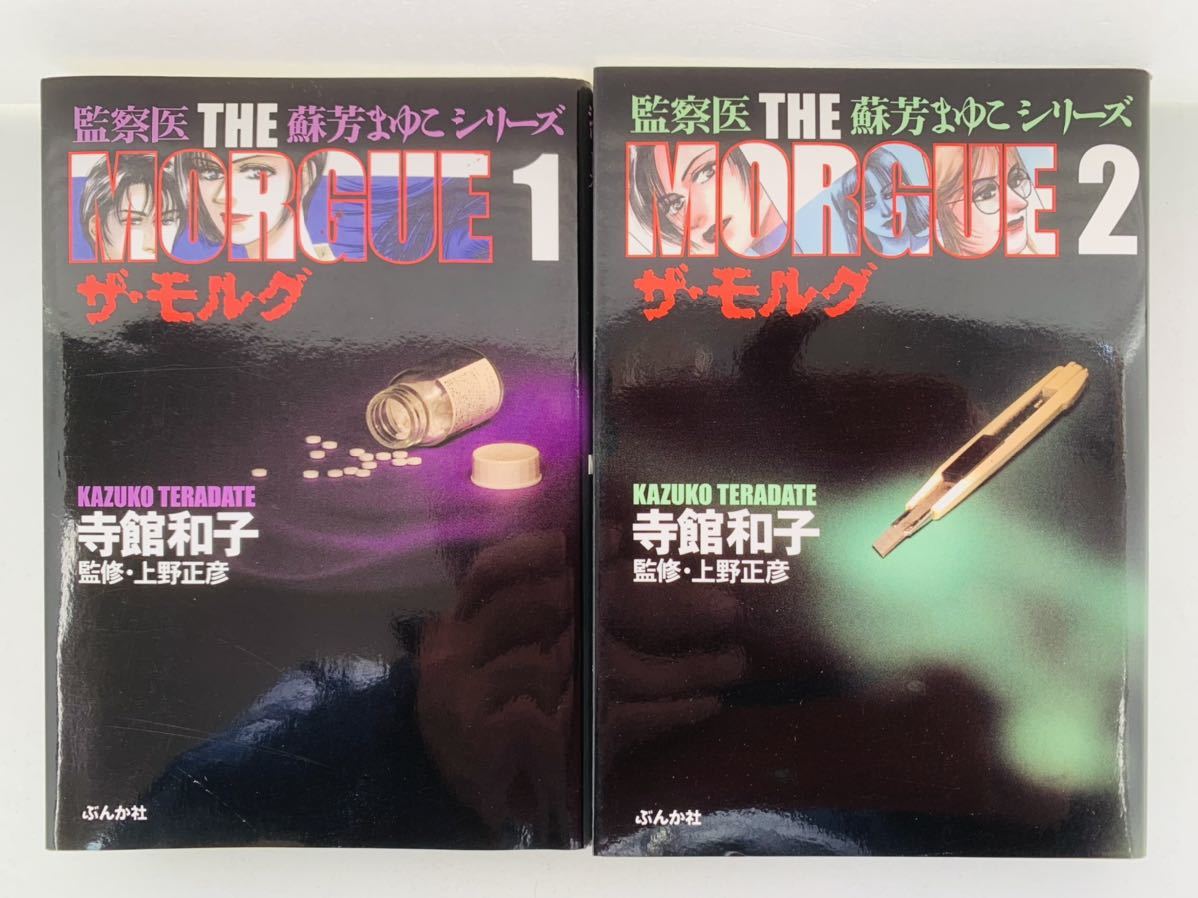 監察医 THE 蘇芳まゆこ シリーズ
MORGUE 1
ザ・モルグ
KAZUKO TERADATE
寺館和子
監修・上野正彦
ぶんか社
監察医 THE 蘇芳まゆこ シリーズ
MORGUE 2
ザ・モルグ
KAZUKO TERADATE
寺館和子
監修・上野正彦
ぶんか社